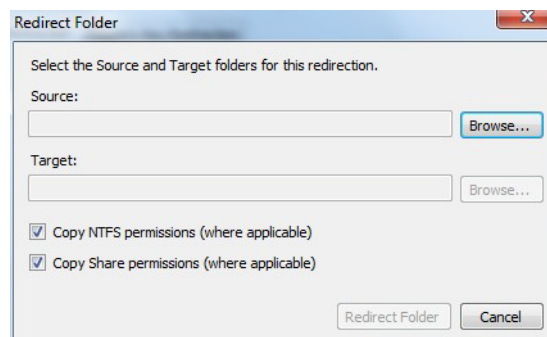 Redirect Folder
Select the Source and Target folders for this redirection.
Source:
Browse...
Target:
Browse...
Copy NTFS permissions (where applicable)
Copy Share permissions (where applicable)
Redirect Folder Cancel